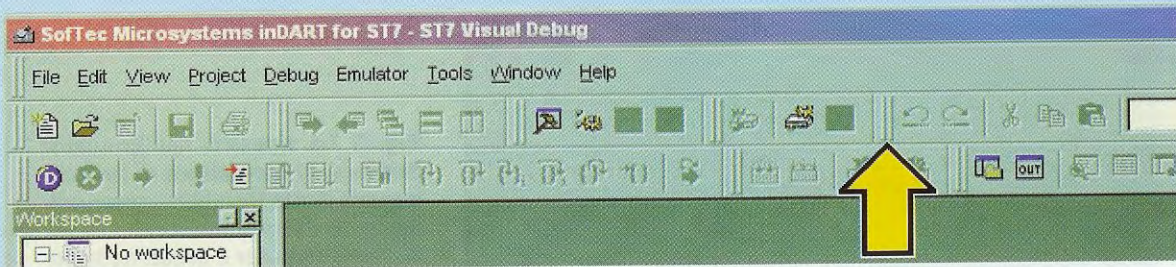 SofTec Microsystems inDART for ST7 - ST7 Visual Debug
File Edit View Project Debug Emulator Tools Window Help
D OUT
Workspace
No workspace